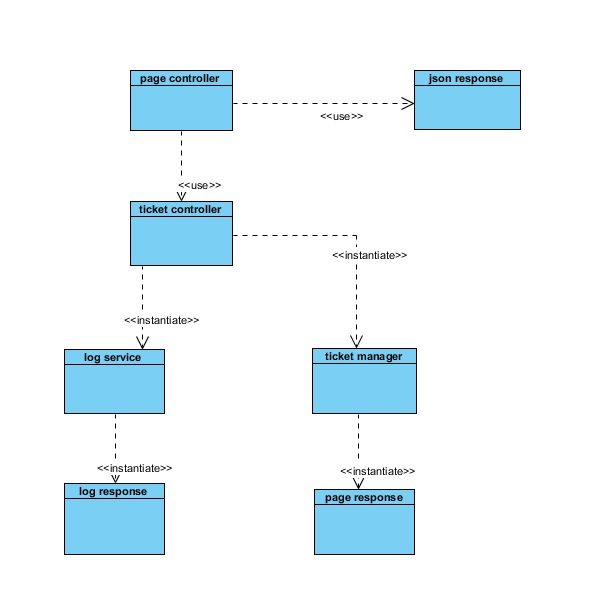 page controller
json response
<<use>>
<<use>>
ticket controller
<<instantiate>>
<<instantiate>>
log service
ticket manager
<<instantiate>>
<<instantiate>>
log response
page response